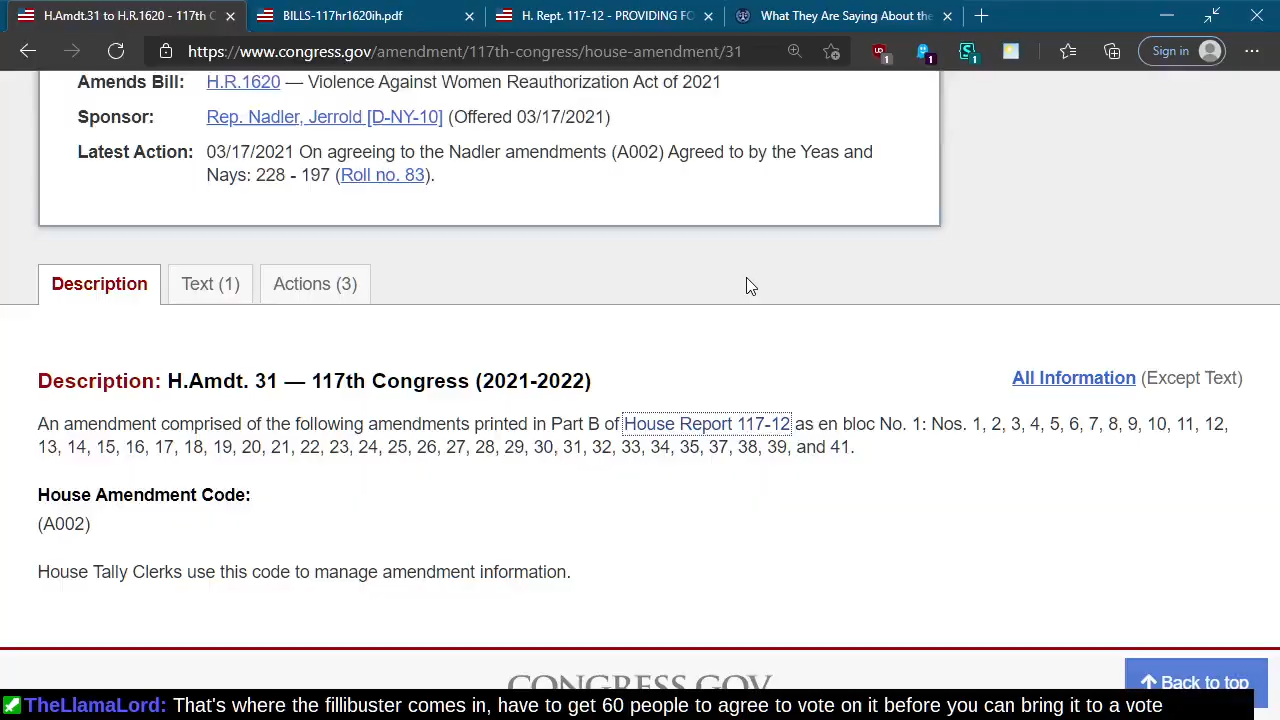 H.Amdt.31 to H.R.1620 - 117th C
BILLS-117hr1620ih.pdf
H. Rept. 117-12 - PROVIDING FO
What They Are Saying About the
https://www.congress.gov/amendment/117th-congress/house-amendment/31
1
1
1
Sign in
Amends Bill: H.R.1620 — Violence Against Women Reauthorization Act of 2021
Sponsor: Rep. Nadler, Jerrold [D-NY-10] (Offered 03/17/2021)
Latest Action: 03/17/2021 On agreeing to the Nadler amendments (A002) Agreed to by the Yeas and
Nays: 228 - 197 (Roll no. 83).
Description
Text (1)
Actions (3)
Description: H.Amdt. 31 — 117th Congress (2021-2022)
All Information (Except Text)
An amendment comprised of the following amendments printed in Part B of House Report 117-12 as en bloc No. 1: Nos. 1, 2, 3, 4, 5, 6, 7, 8, 9, 10, 11, 12,
13, 14, 15, 16, 17, 18, 19, 20, 21, 22, 23, 24, 25, 26, 27, 28, 29, 30, 31, 32, 33, 34, 35, 37, 38, 39, and 41.
House Amendment Code:
(A002)
House Tally Clerks use this code to manage amendment information.
CONGRESS.GOV
Back to top
TheLlamaLord: That's where the fillibuster comes in, have to get 60 people to agree to vote on it before you can bring it to a vote